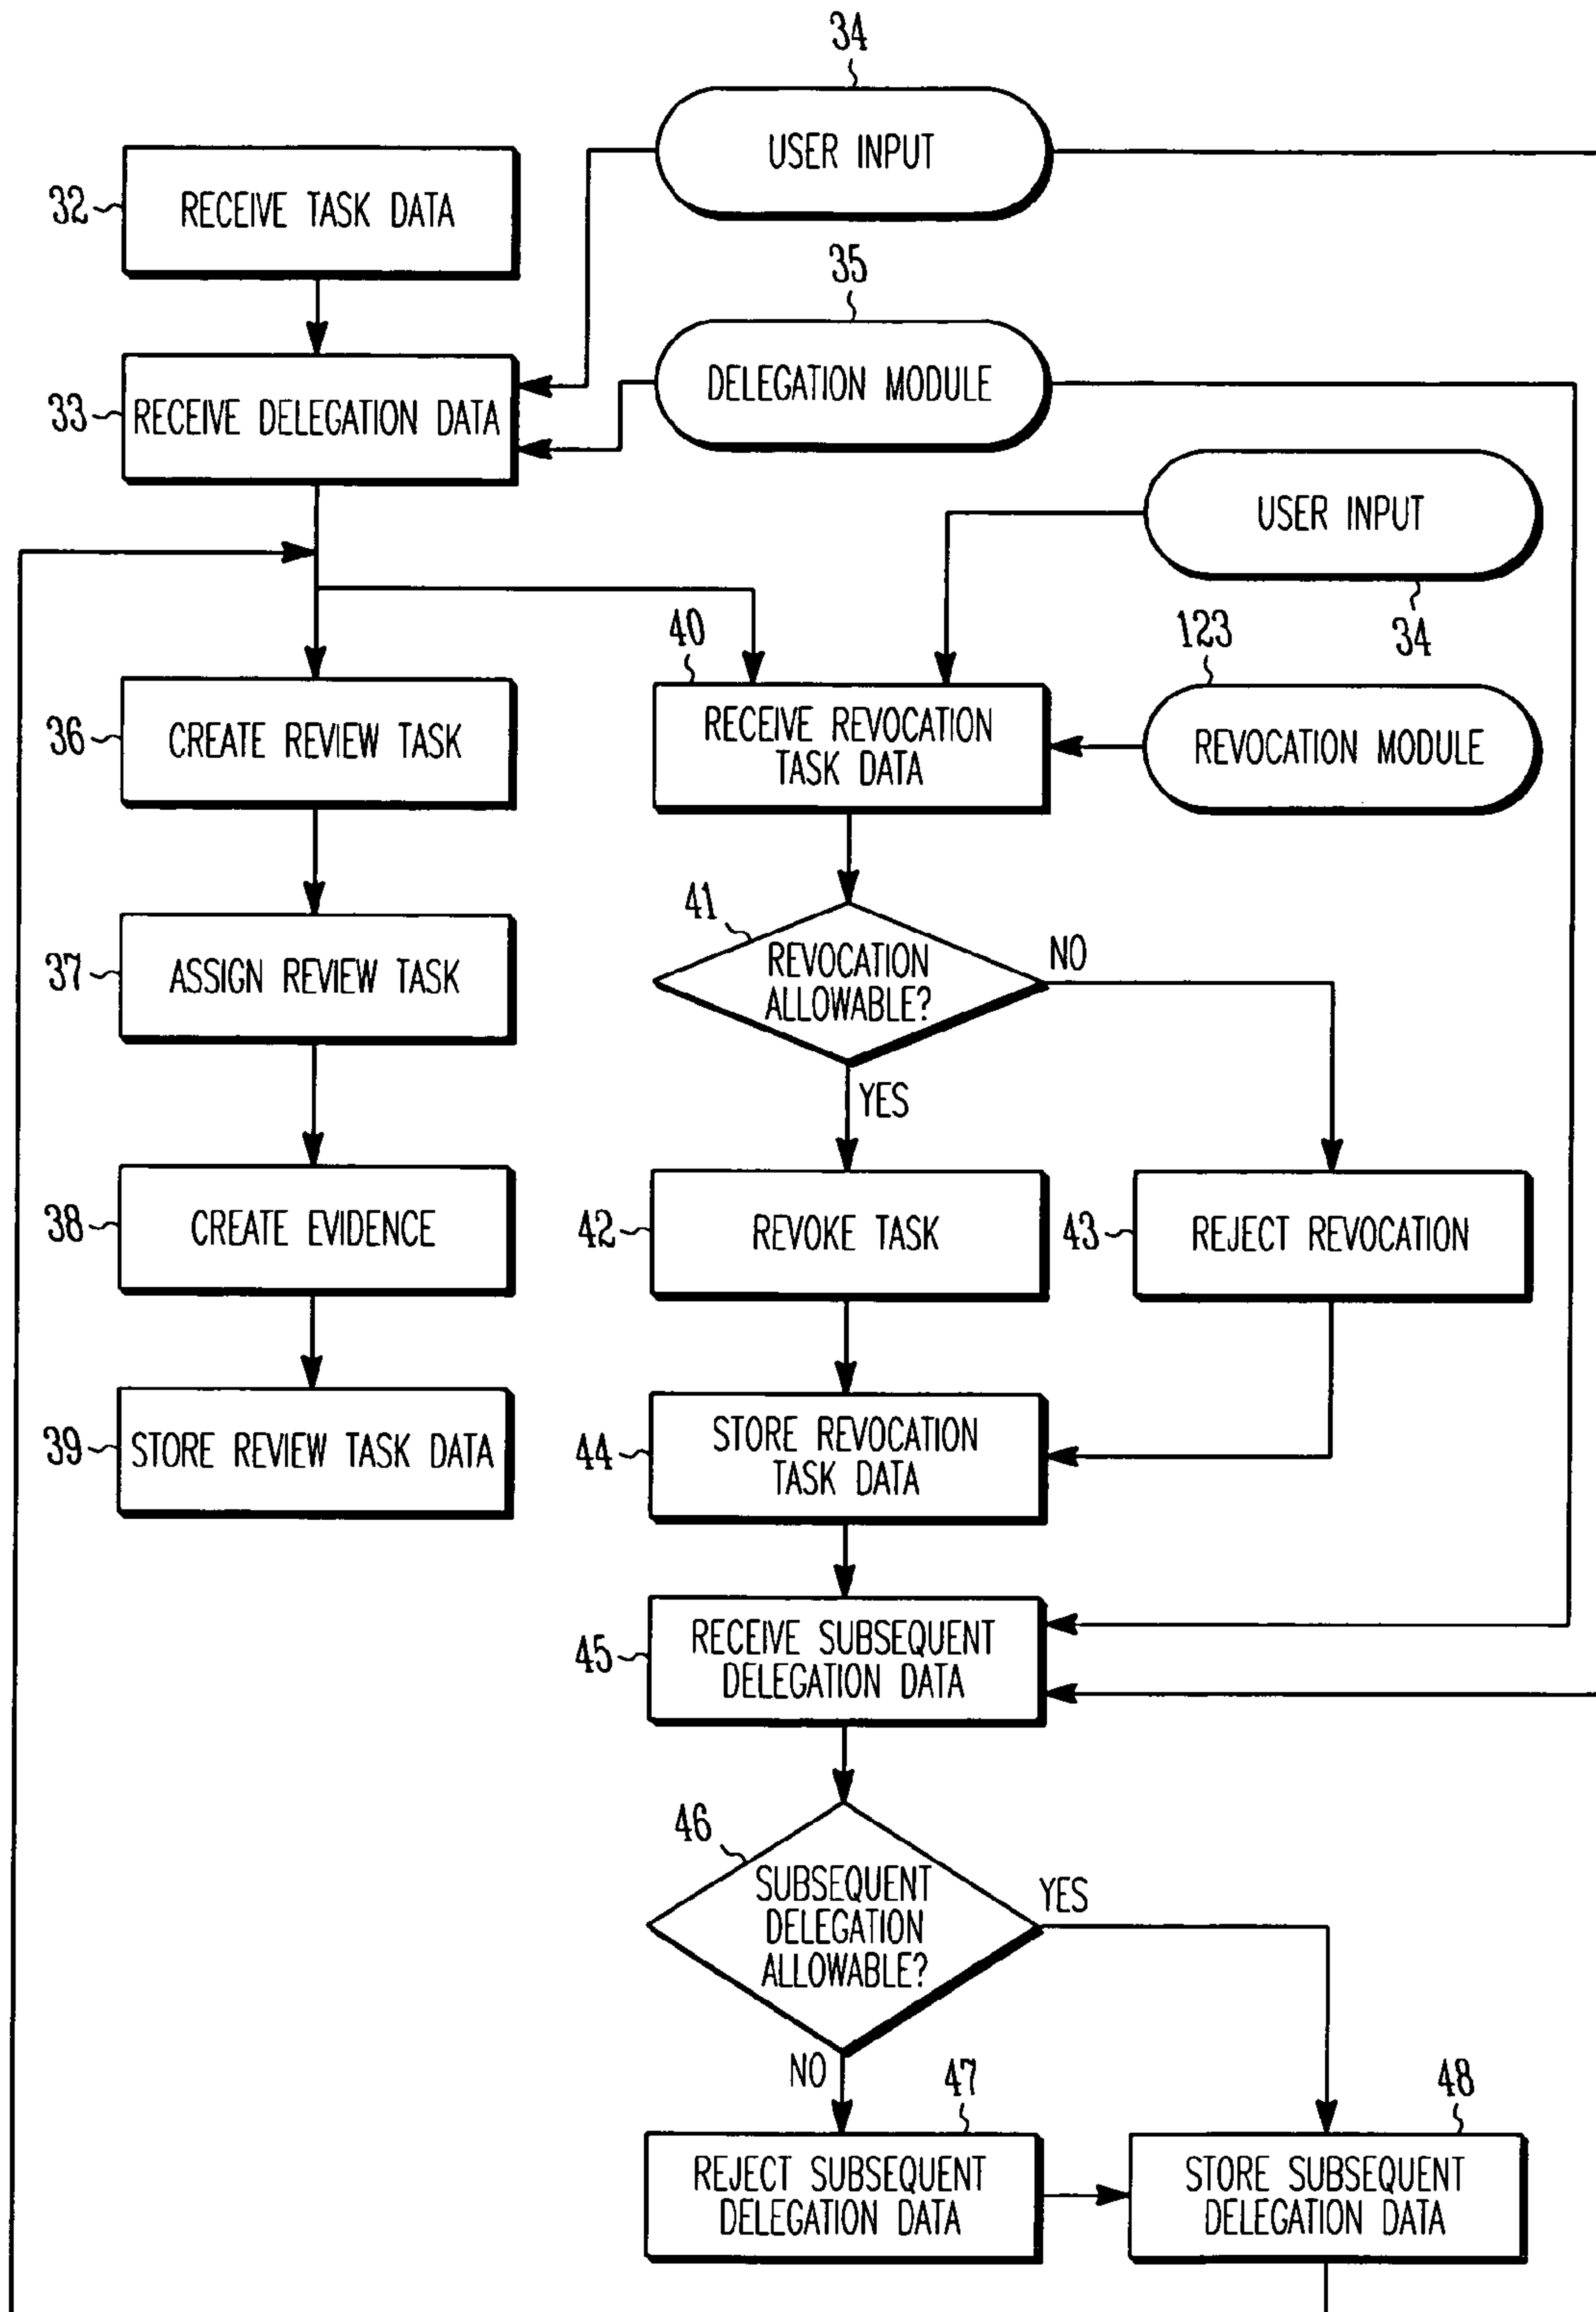 34
USER INPUT
32
RECEIVE TASK DATA
35
DELEGATION MODULE
33
RECEIVE DELEGATION DATA
USER INPUT
34
123
40
36
CREATE REVIEW TASK
RECEIVE REVOCATION
TASK DATA
REVOCATION MODULE
41
REVOCATION
ALLOWABLE?
NO
YES
37
ASSIGN REVIEW TASK
38
CREATE EVIDENCE
42
REVOKE TASK
43
REJECT REVOCATION
39
STORE REVIEW TASK DATA
44
STORE REVOCATION
TASK DATA
45
RECEIVE SUBSEQUENT
DELEGATION DATA
46
SUBSEQUENT
DELEGATION
ALLOWABLE?
YES
NO
47
REJECT SUBSEQUENT
DELEGATION DATA
48
STORE SUBSEQUENT
DELEGATION DATA